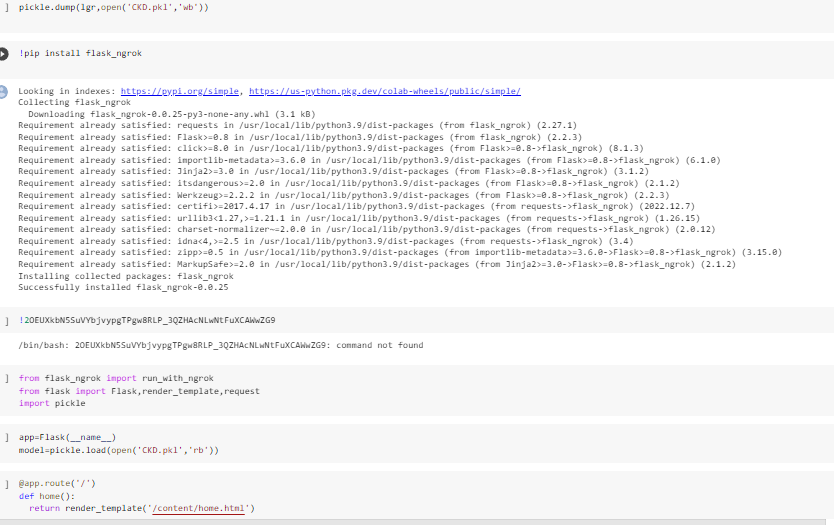 pickle.dump(lgr,open('CKD.pkl','wb'))
!pip install flask_ngrok
Looking in indexes: https://pypi.org/simple, https://us-python.pkg.dev/colab-wheels/public/simple/
Collecting flask_ngrok
Downloading flask_ngrok-0.0.25-py3-none-any.whl (3.1 kB)
Requirement already satisfied: requests in /usr/local/lib/python3.9/dist-packages (from flask_ngrok) (2.27.1)
Requirement already satisfied: Flask>=0.8 in /usr/local/lib/python3.9/dist-packages (from flask_ngrok) (2.2.3)
Requirement already satisfied: click>=8.0 in /usr/local/lib/python3.9/dist-packages (from Flask>=0.8->flask_ngrok) (8.1.3)
Requirement already satisfied: importlib-metadata>=3.6.0 in /usr/local/lib/python3.9/dist-packages (from Flask>=0.8->flask_ngrok) (6.1.0)
Requirement already satisfied: Jinja2>=3.0 in /usr/local/lib/python3.9/dist-packages (from Flask>=0.8->flask_ngrok) (3.1.2)
Requirement already satisfied: itsdangerous>=2.0 in /usr/local/lib/python3.9/dist-packages (from Flask>=0.8->flask_ngrok) (2.1.2)
Requirement already satisfied: Werkzeug>=2.2.2 in /usr/local/lib/python3.9/dist-packages (from Flask>=0.8->flask_ngrok) (2.2.3)
Requirement already satisfied: certifi>=2017.4.17 in /usr/local/lib/python3.9/dist-packages (from requests->flask_ngrok) (2022.12.7)
Requirement already satisfied: urllib3<1.27,>=1.21.1 in /usr/local/lib/python3.9/dist-packages (from requests->flask_ngrok) (1.26.15)
Requirement already satisfied: charset-normalizer~=2.0.0 in /usr/local/lib/python3.9/dist-packages (from requests->flask_ngrok) (2.0.12)
Requirement already satisfied: idna<4,>=2.5 in /usr/local/lib/python3.9/dist-packages (from requests->flask_ngrok) (3.4)
Requirement already satisfied: zipp>=0.5 in /usr/local/lib/python3.9/dist-packages (from importlib-metadata>=3.6.0->Flask>=0.8->flask_ngrok) (3.15.0)
Requirement already satisfied: MarkupSafe>=2.0 in /usr/local/lib/python3.9/dist-packages (from Jinja2>=3.0->Flask>=0.8->flask_ngrok) (2.1.2)
Installing collected packages: flask_ngrok
Successfully installed flask_ngrok-0.0.25
!2OEUXkbN5SuVYbjvypgTPgw8RLP_3QZHAcNLwNtFuXCAWwZG9
/bin/bash: 2OEUXkbN5SuVYbjvypgTPgw8RLP_3QZHAcNLwNtFuXCAWwZG9: command not found
from flask_ngrok import run_with_ngrok
from flask import Flask,render_template,request
import pickle
app=Flask(__name__)
model=pickle.load(open('CKD.pkl','rb'))
@app.route('/')
def home():
return render_template('/content/home.html')